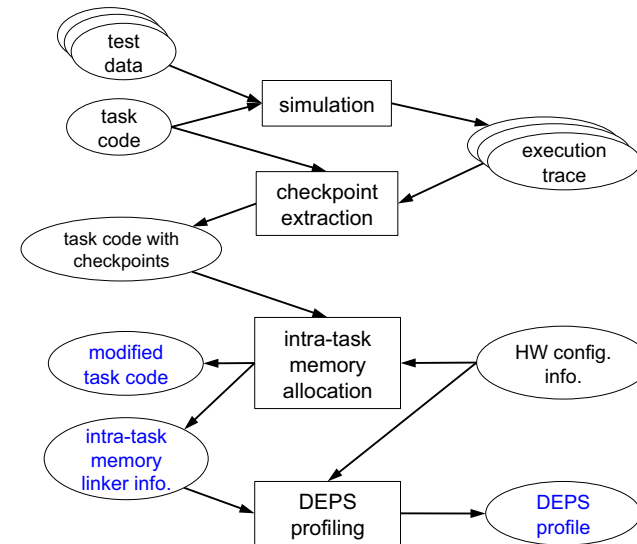 test
data
simulation
task
code
execution
trace
checkpoint
extraction
task code with
checkpoints
intra-task
memory
allocation
modified
task code
HW config.
info.
intra-task
memory
linker info.
DEPS
profiling
DEPS
profile